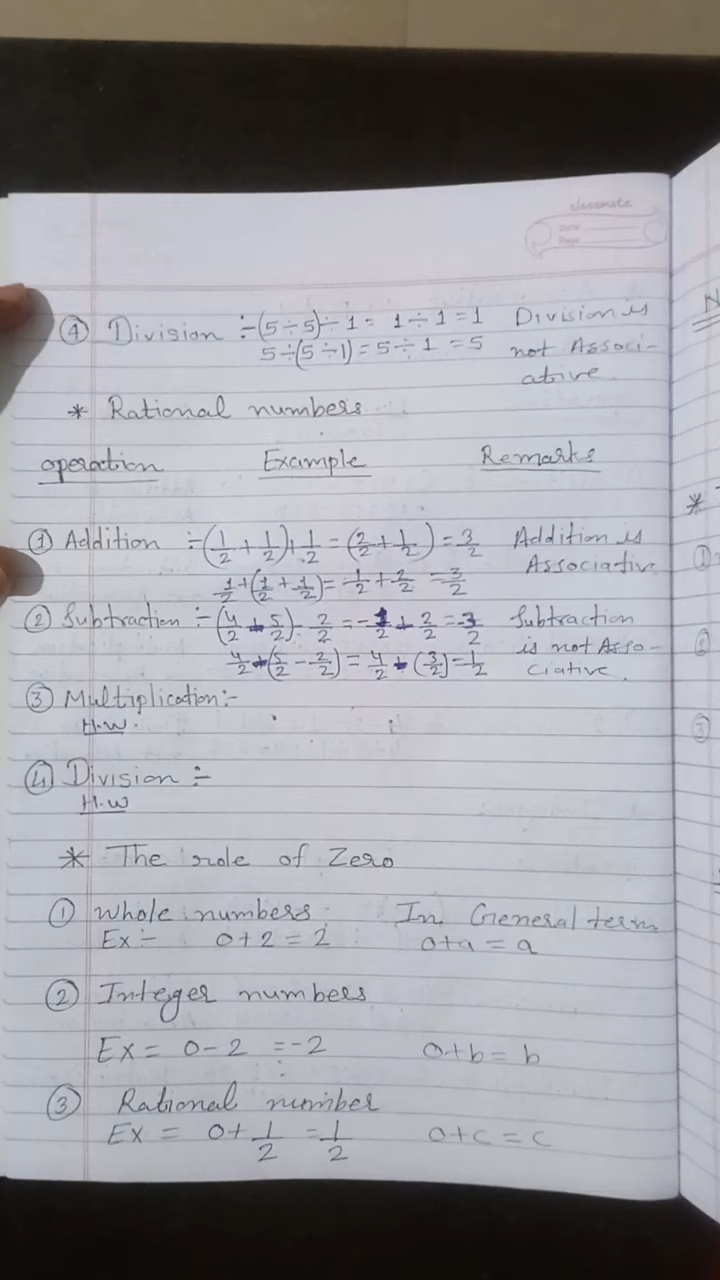 classmate
Date
Page
④ Division ÷(5÷5)÷1 = 1÷1=1 Division is
5÷(5÷1)=5÷1 =5 not Associ-
ative.
* Rational numbers.
operation Example Remarks
① Addition ÷(1/2 + 1/2)+1/2 = (2/2 + 1/2) = 3/2 Addition is
Associative
1/2+(1/2 + 1/2)= 1/2 + 2/2 = 3/2
② Subtraction ÷(4/2 - 5/2) - 2/2 = -1/2 + 2/2 = -3/2 Subtraction
is not Asso-
4/2 -(5/2 - 2/2) = 4/2 - (3/2) = 1/2 ciative.
③ Multiplication:-
H.W.
④ Division ÷
H.W
* The role of Zero
① Whole numbers. In General term
Ex ÷ 0+2=2 0+a=a
② Integer numbers
Ex = 0-2 =-2 0+b=b
③ Rational number
Ex = 0+1/2 =1/2 0+c=c